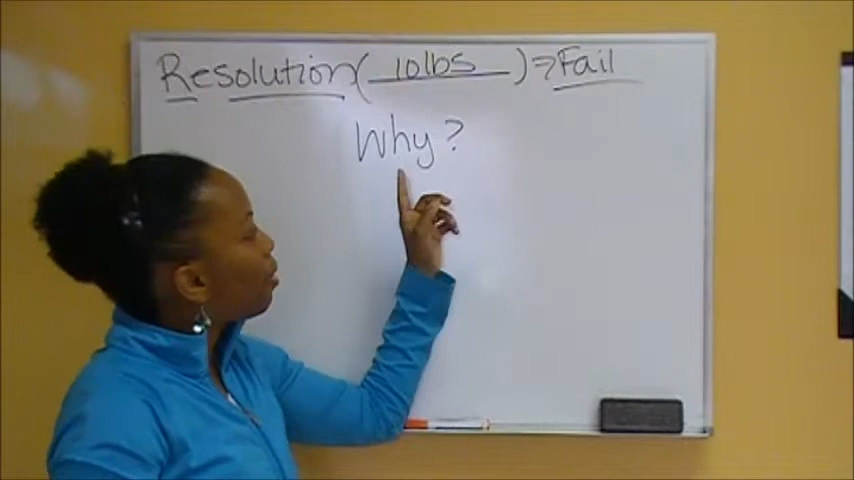 Resolution( 10lbs ) => Fail
Why?